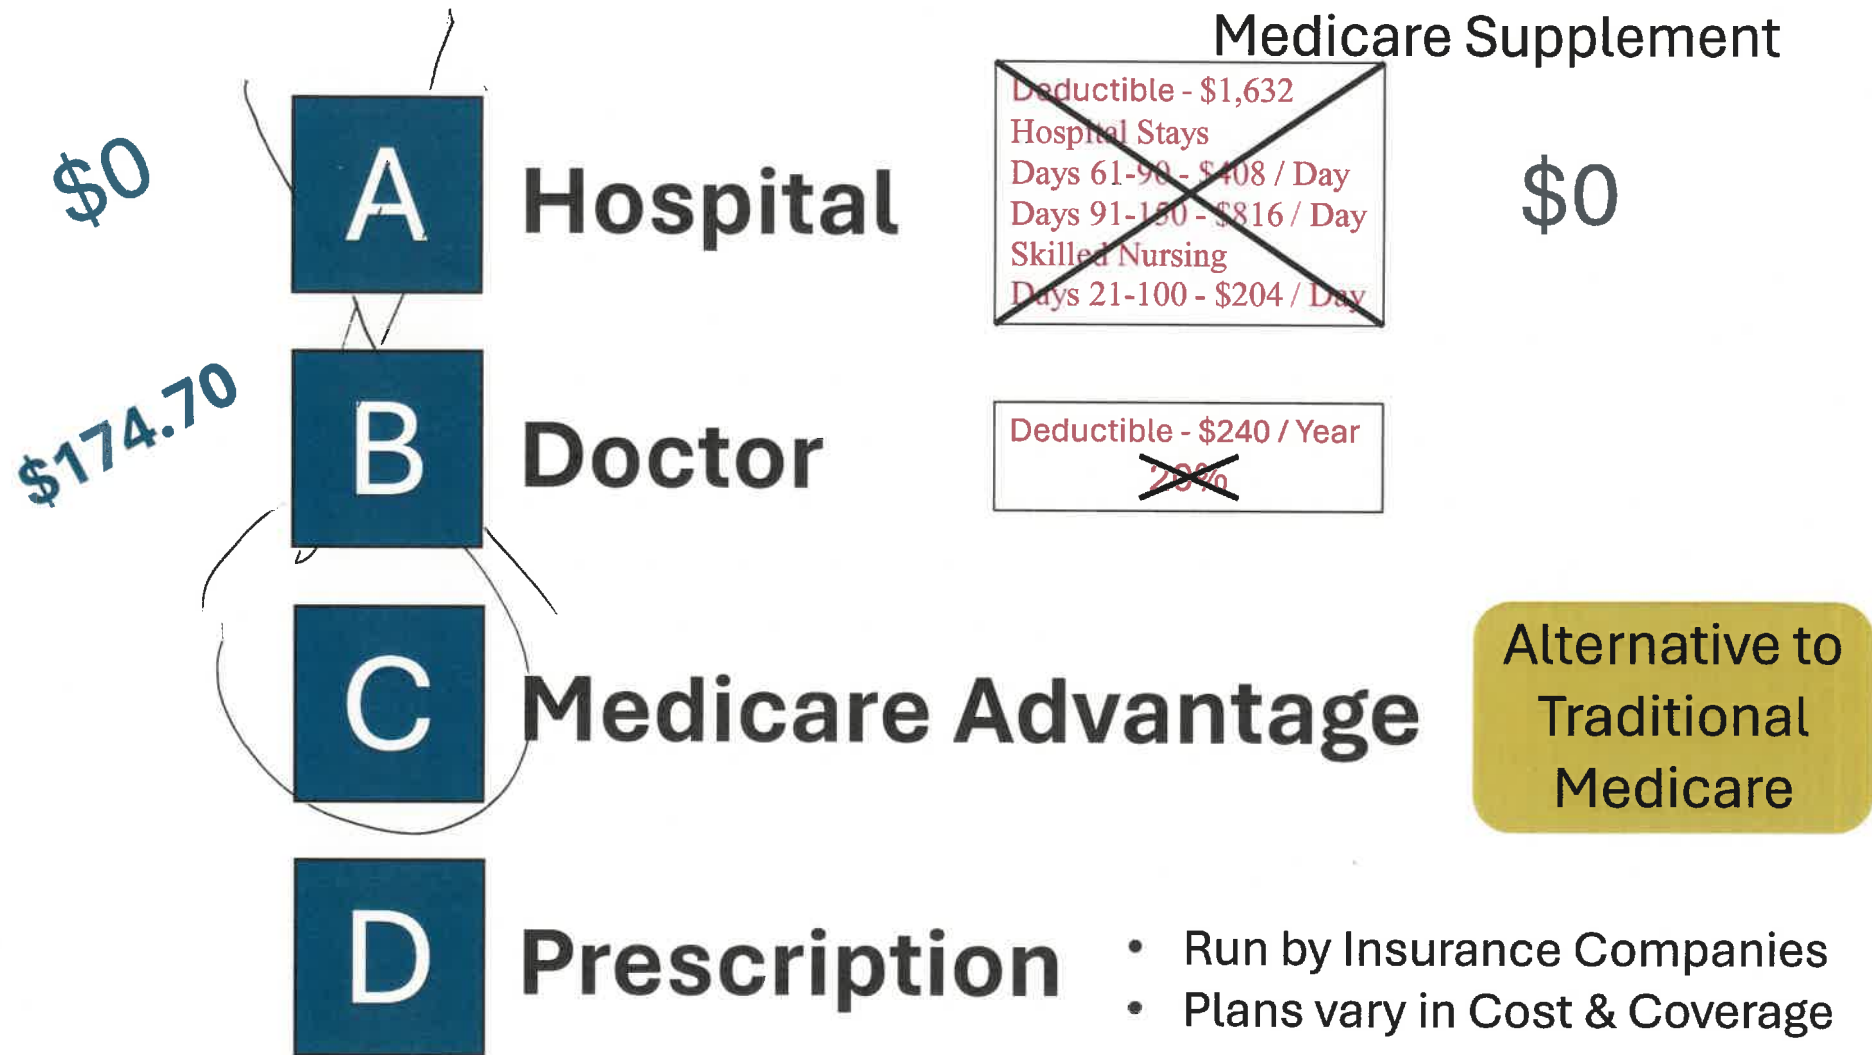 Medicare Supplement
$0
A
Hospital
Deductible - $1,632
Hospital Stays
Days 61-90 - $408 / Day
Days 91-150 - $816 / Day
Skilled Nursing
Days 21-100 - $204 / Day
$0
$174.70
B
Doctor
Deductible - $240 / Year
20%
C
Medicare Advantage
Alternative to
Traditional
Medicare
D
Prescription
• Run by Insurance Companies
• Plans vary in Cost & Coverage